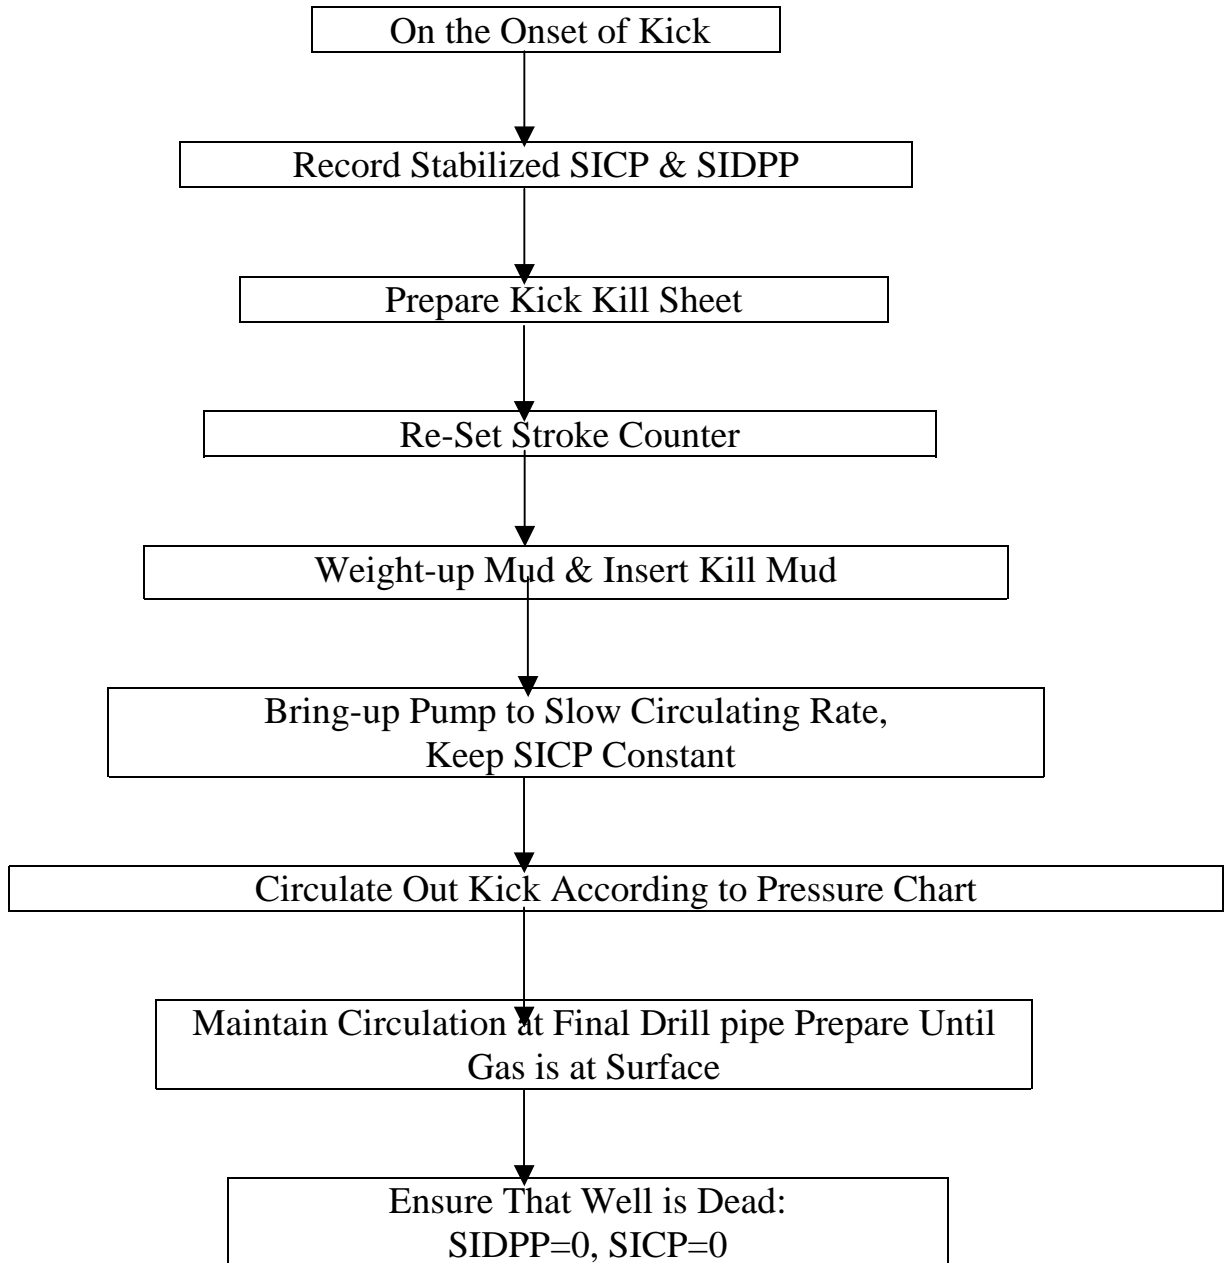 On the Onset of Kick
Record Stabilized SICP & SIDPP
Prepare Kick Kill Sheet
Re-Set Stroke Counter
Weight-up Mud & Insert Kill Mud
Bring-up Pump to Slow Circulating Rate,
Keep SICP Constant
Circulate Out Kick According to Pressure Chart
Maintain Circulation at Final Drill pipe Prepare Until
Gas is at Surface
Ensure That Well is Dead:
SIDPP=0, SICP=0